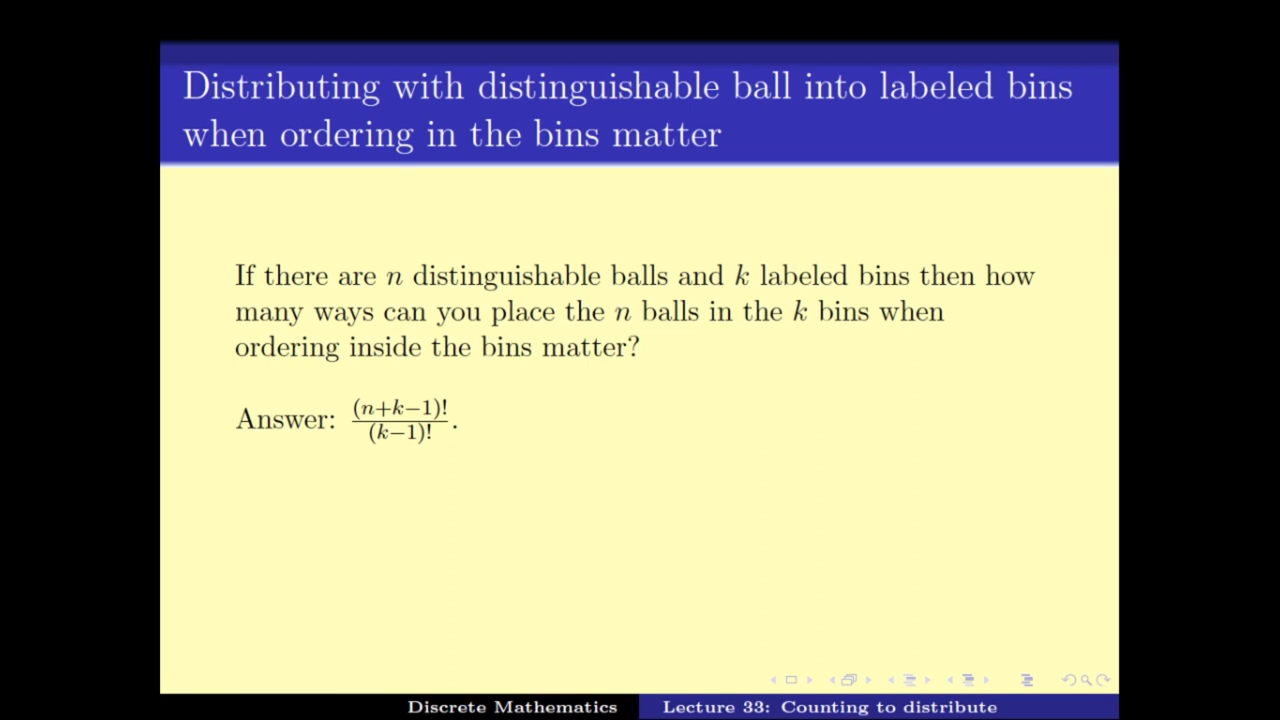 Distributing with distinguishable ball into labeled bins
when ordering in the bins matter
If there are n distinguishable balls and k labeled bins then how
many ways can you place the n balls in the k bins when
ordering inside the bins matter?
Answer: (n+k−1)!/(k−1)!.
Discrete Mathematics Lecture 33: Counting to distribute